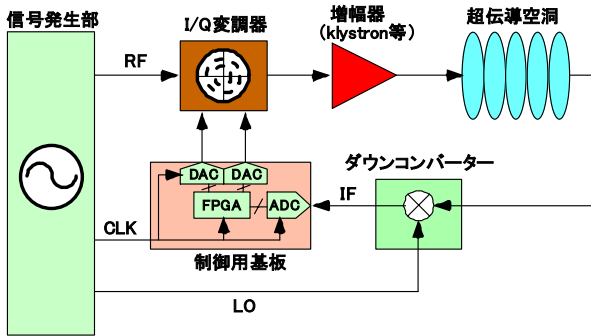 信号発生部
I/Q変調器
増幅器
（klystron等）
超伝導空洞
RF
DAC
DAC
FPGA
ADC
CLK
制御用基板
IF
ダウンコンバーター
LO